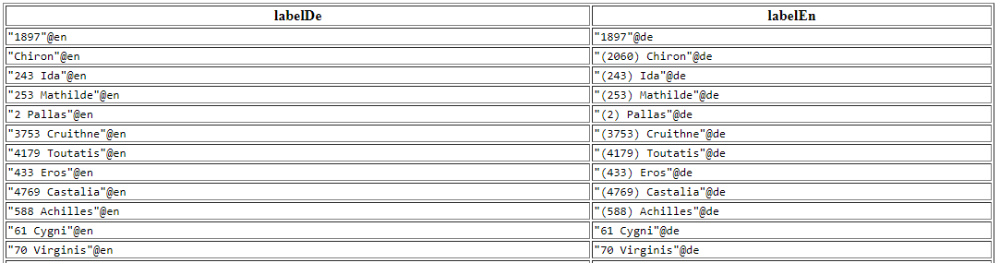 labelDe labelEn
"1897"@en "1897"@de
"Chiron"@en "(2060) Chiron"@de
"243 Ida"@en "(243) Ida"@de
"253 Mathilde"@en "(253) Mathilde"@de
"2 Pallas"@en "(2) Pallas"@de
"3753 Cruithne"@en "(3753) Cruithne"@de
"4179 Toutatis"@en "(4179) Toutatis"@de
"433 Eros"@en "(433) Eros"@de
"4769 Castalia"@en "(4769) Castalia"@de
"588 Achilles"@en "(588) Achilles"@de
"61 Cygni"@en "61 Cygni"@de
"70 Virginis"@en "70 Virginis"@de